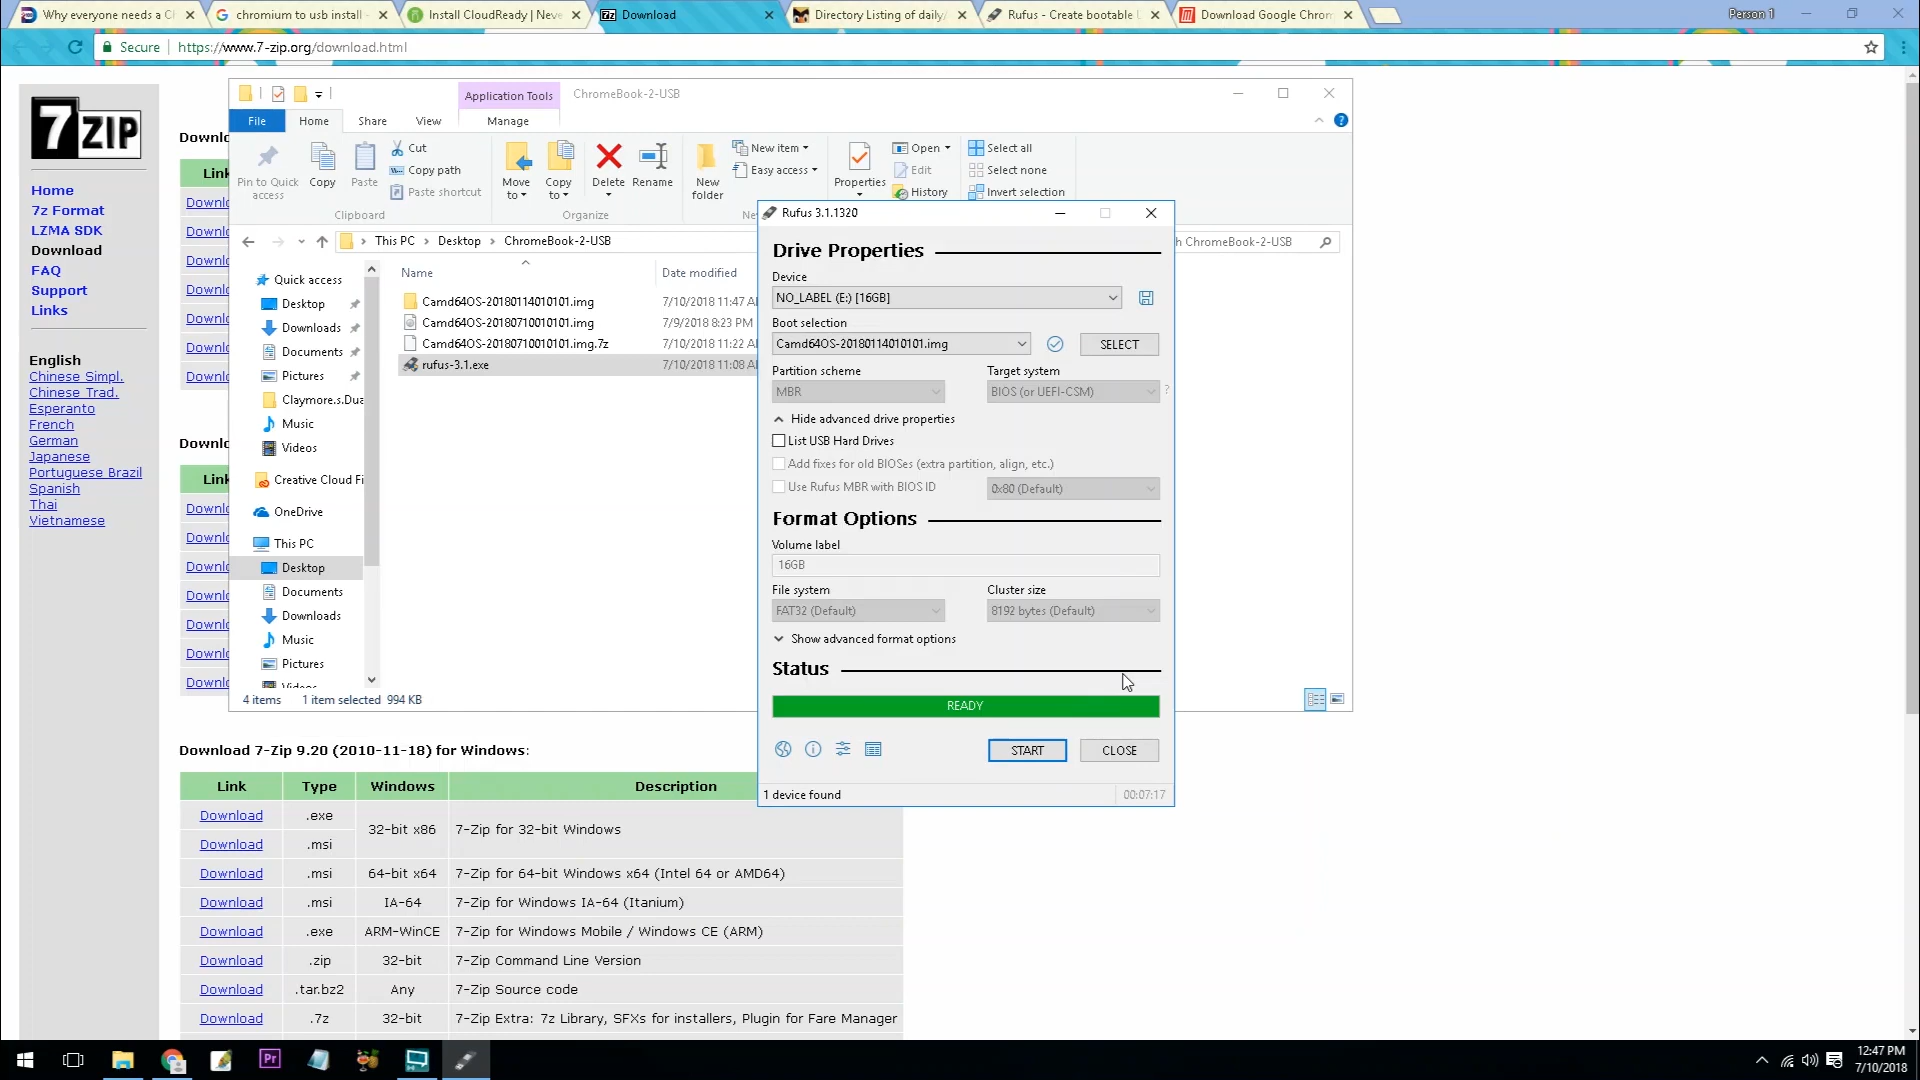 Why everyone needs a C
chromium to usb install -
Install CloudReady | Neve
Download
Directory Listing of daily/
Rufus - Create bootable
Download Google Chrom
Person 1
Secure
https://www.7-zip.org/download.html
Application Tools
ChromeBook-2-USB
File
Home
Share
View
Manage
Pin to Quick access
Copy
Paste
Cut
Copy path
Paste shortcut
Move to
Copy to
Delete
Rename
New folder
New item
Easy access
Properties
Open
Edit
History
Select all
Select none
Invert selection
Clipboard
Organize
This PC
Desktop
ChromeBook-2-USB
h ChromeBook-2-USB
Quick access
Desktop
Downloads
Documents
Pictures
Claymore.s.Dua
Music
Videos
Creative Cloud Fi
OneDrive
This PC
Desktop
Documents
Downloads
Music
Pictures
Name
Date modified
Camd64OS-20180114010101.img
7/10/2018 11:47 A
Camd64OS-20180710010101.img
7/9/2018 8:23 PM
Camd64OS-20180710010101.img.7z
7/10/2018 11:22 A
rufus-3.1.exe
7/10/2018 11:08 A
4 items
1 item selected 994 KB
Rufus 3.1.1320
Drive Properties
Device
NO_LABEL (E:) [16GB]
Boot selection
Camd64OS-20180114010101.img
SELECT
Partition scheme
Target system
MBR
BIOS (or UEFI-CSM)
?
Hide advanced drive properties
List USB Hard Drives
Add fixes for old BIOSes (extra partition, align, etc.)
Use Rufus MBR with BIOS ID
0x80 (Default)
Format Options
Volume label
16GB
File system
Cluster size
FAT32 (Default)
8192 bytes (Default)
Show advanced format options
Status
READY
START
CLOSE
1 device found
00:07:17
7ZIP
Home
7z Format
LZMA SDK
Download
FAQ
Support
Links
English
Chinese Simpl.
Chinese Trad.
Esperanto
French
German
Japanese
Portuguese Brazil
Spanish
Thai
Vietnamese
Download 7-Zip 9.20 (2010-11-18) for Windows:
Link
Type
Windows
Description
Download
.exe
32-bit x86
7-Zip for 32-bit Windows
Download
.msi
Download
.msi
64-bit x64
7-Zip for 64-bit Windows x64 (Intel 64 or AMD64)
Download
.msi
IA-64
7-Zip for Windows IA-64 (Itanium)
Download
.exe
ARM-WinCE
7-Zip for Windows Mobile / Windows CE (ARM)
Download
.zip
32-bit
7-Zip Command Line Version
Download
.tar.bz2
Any
7-Zip Source code
Download
.7z
32-bit
7-Zip Extra: 7z Library, SFXs for installers, Plugin for Fare Manager
12:47 PM
7/10/2018